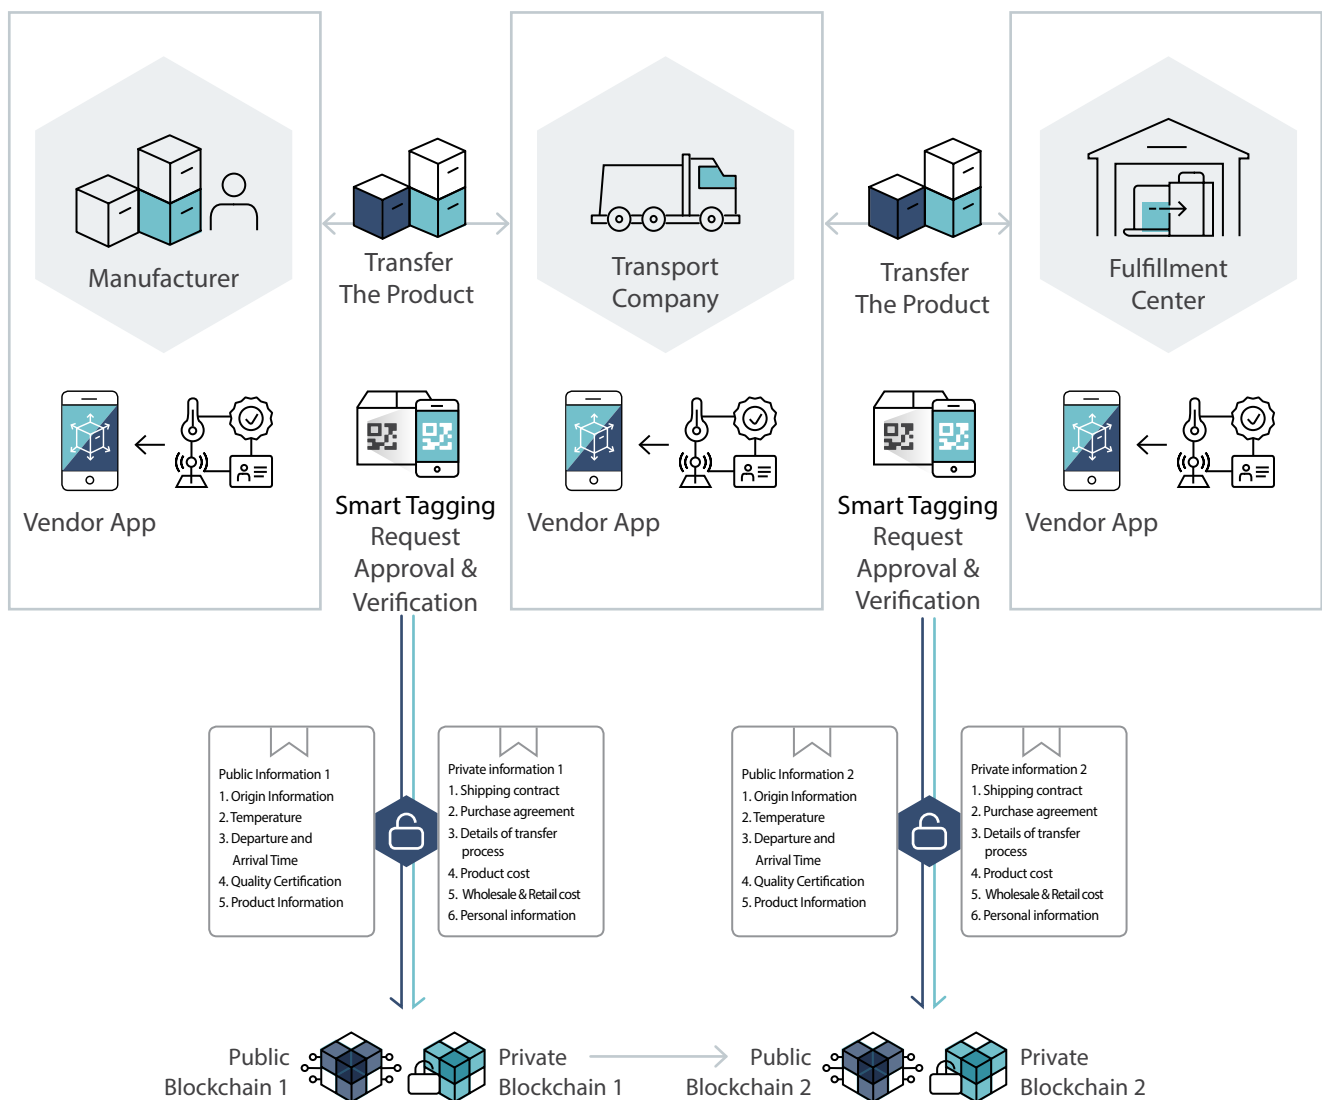 Manufacturer
Transfer
The Product
Transport
Company
Transfer
The Product
Fulfillment
Center
Vendor App
Smart Tagging
Request
Approval &
Verification
Vendor App
Smart Tagging
Request
Approval &
Verification
Vendor App
Public Information 1
1. Origin Information
2. Temperature
3. Departure and
Arrival Time
4. Quality Certification
5. Product Information
Private information 1
1. Shipping contract
2. Purchase agreement
3. Details of transfer
process
4. Product cost
5. Wholesale & Retail cost
6. Personal information
Public Information 2
1. Origin Information
2. Temperature
3. Departure and
Arrival Time
4. Quality Certification
5. Product Information
Private information 2
1. Shipping contract
2. Purchase agreement
3. Details of transfer
process
4. Product cost
5. Wholesale & Retail cost
6. Personal information
Public
Blockchain 1
Private
Blockchain 1
Public
Blockchain 2
Private
Blockchain 2